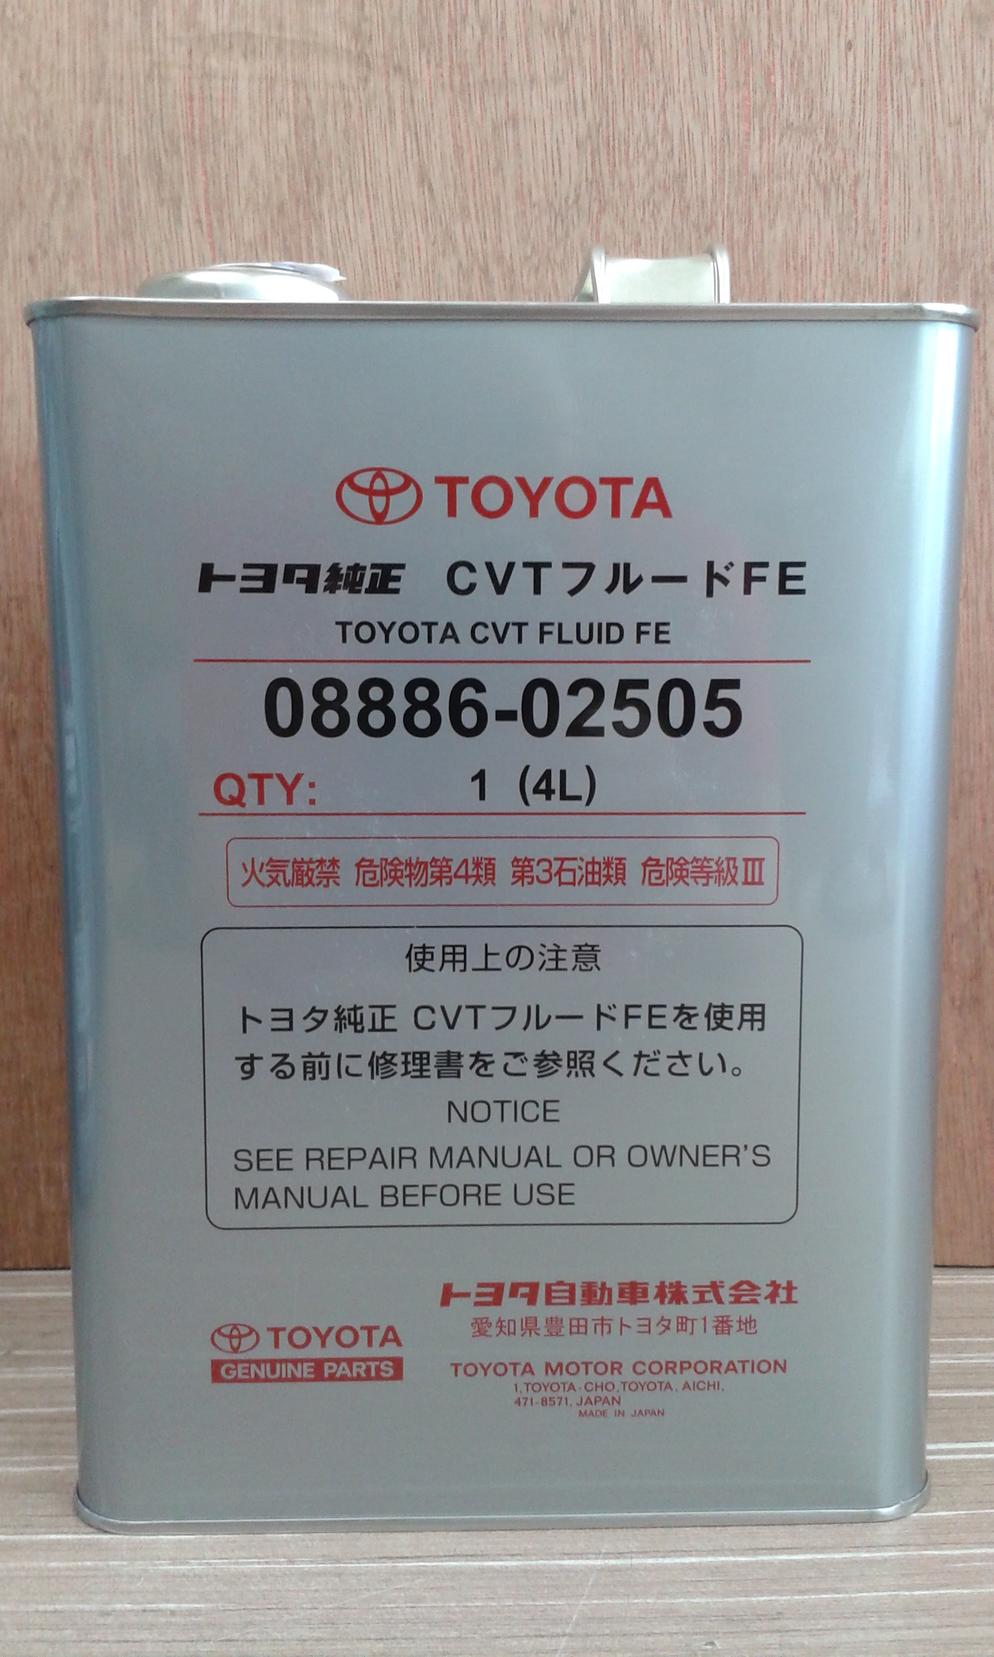 TOYOTA
トヨタ純正 CVTフルードFE
TOYOTA CVT FLUID FE
08886-02505
QTY: 1 (4L)
火気厳禁 危険物第4類 第3石油類 危険等級Ⅲ
使用上の注意
トヨタ純正 CVTフルードFEを使用
する前に修理書をご参照ください。
NOTICE
SEE REPAIR MANUAL OR OWNER'S
MANUAL BEFORE USE
TOYOTA
GENUINE PARTS
トヨタ自動車株式会社
愛知県豊田市トヨタ町1番地
TOYOTA MOTOR CORPORATION
1, TOYOTA-CHO, TOYOTA, AICHI,
471-8571, JAPAN
MADE IN JAPAN